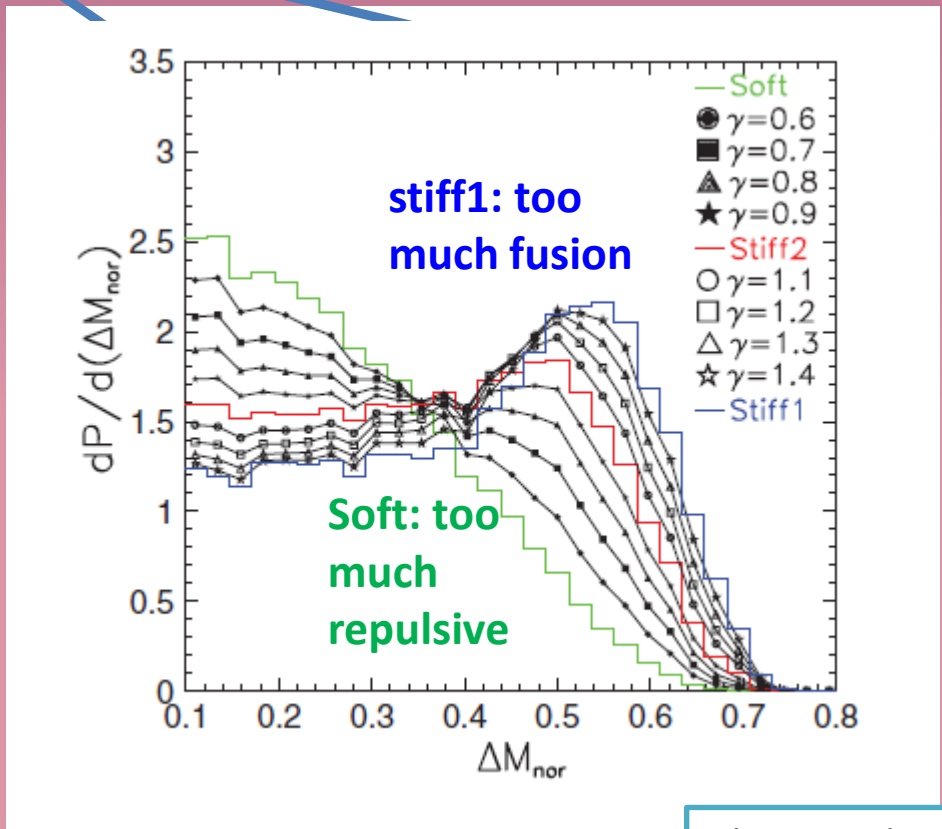 3.5
3
2.5
2
1.5
1
0.5
0
0.1
0.2
0.3
0.4
0.5
0.6
0.7
0.8
dP/d(ΔM_nor)
ΔM_nor
Soft
γ=0.6
γ=0.7
γ=0.8
γ=0.9
Stiff2
γ=1.1
γ=1.2
γ=1.3
γ=1.4
Stiff1
stiff1: too
much fusion
Soft: too
much
repulsive